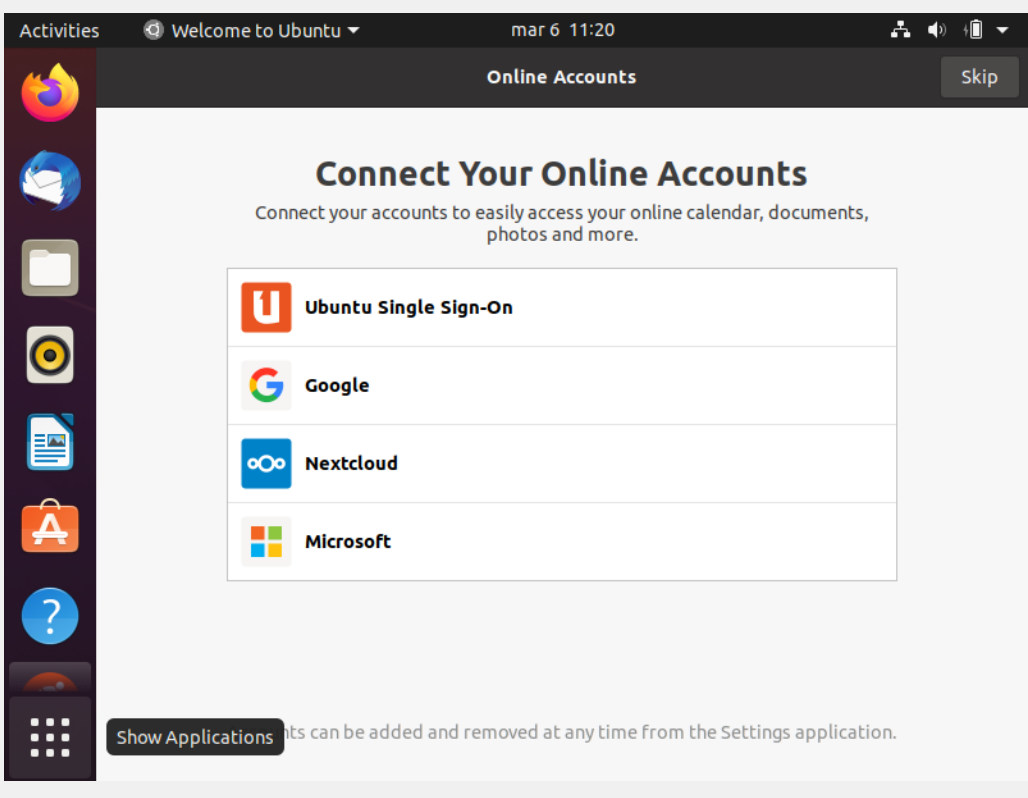 Activities
Welcome to Ubuntu
mar 6 11:20
Online Accounts
Skip
Connect Your Online Accounts
Connect your accounts to easily access your online calendar, documents,
photos and more.
Ubuntu Single Sign-On
Google
Nextcloud
Microsoft
Show Applications
can be added and removed at any time from the Settings application.